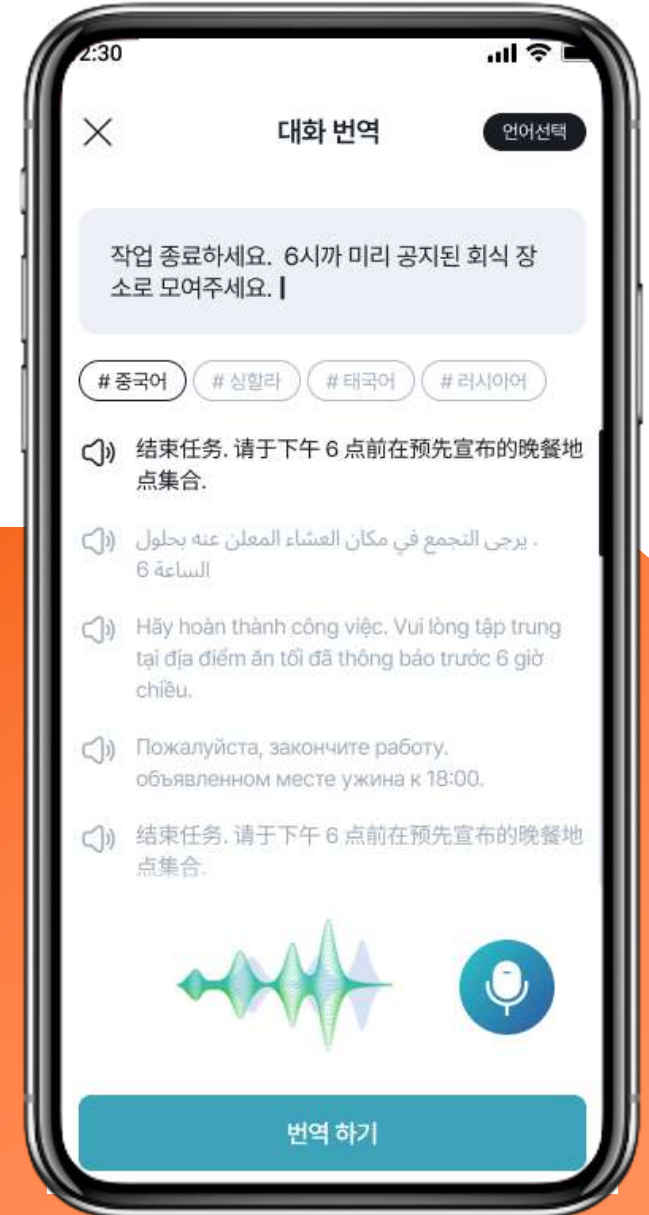 2:30
대화 번역
언어선택
작업 종료하세요. 6시까 미리 공지된 회식 장
소로 모여주세요.
# 중국어 # 싱할라 # 태국어 # 러시아어
结束任务. 请于下午 6 点前在预先宣布的晚餐地
点集合.
. يرجى التجمع في مكان العشاء المعلن عنه بحلول
الساعة 6
Hãy hoàn thành công việc. Vui lòng tập trung
tại địa điểm ăn tối đã thông báo trước 6 giờ
chiều.
Пожалуйста, закончите работу.
объявленном месте ужина к 18:00.
结束任务. 请于下午 6 点前在预先宣布的晚餐地
点集合.
번역 하기